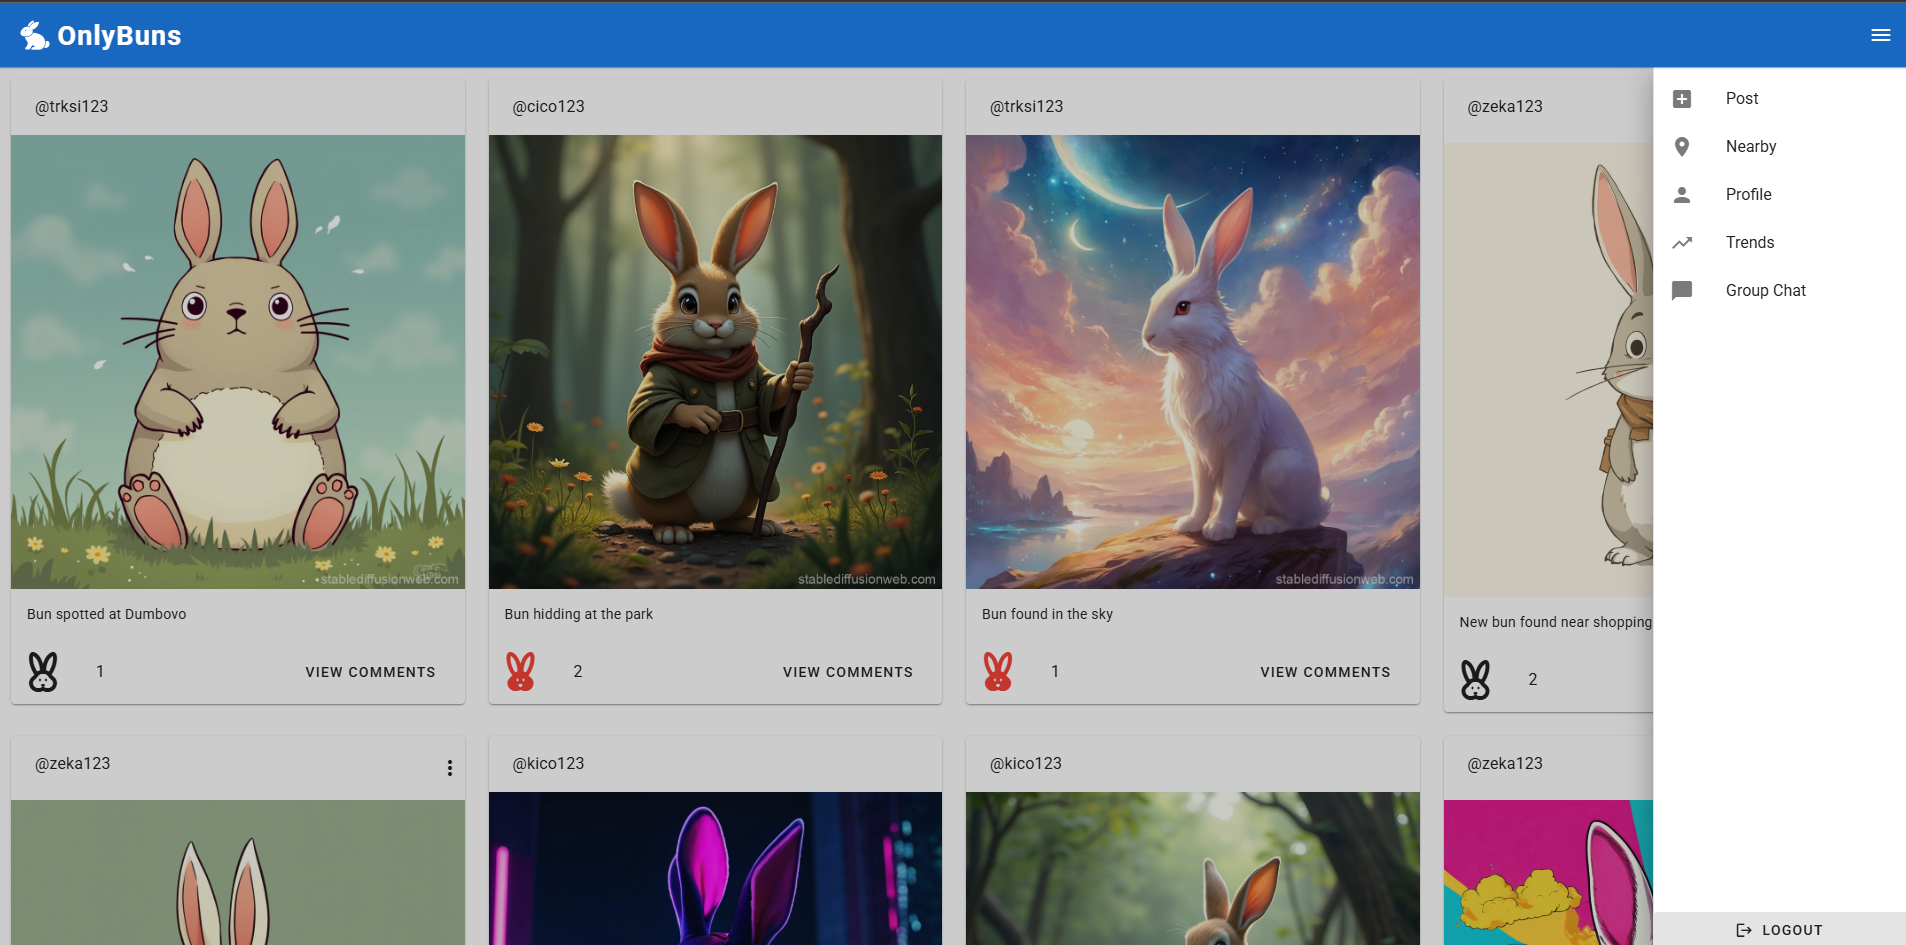 OnlyBuns
@trksi123
@cico123
@trksi123
@zeka123
Post
Nearby
Profile
Trends
Group Chat
stablediffusionweb.com
stablediffusionweb.com
stablediffusionweb.com
Bun spotted at Dumbovo
Bun hidding at the park
Bun found in the sky
New bun found near shopping
1
VIEW COMMENTS
2
VIEW COMMENTS
1
VIEW COMMENTS
2
@zeka123
@kico123
@kico123
@zeka123
LOGOUT